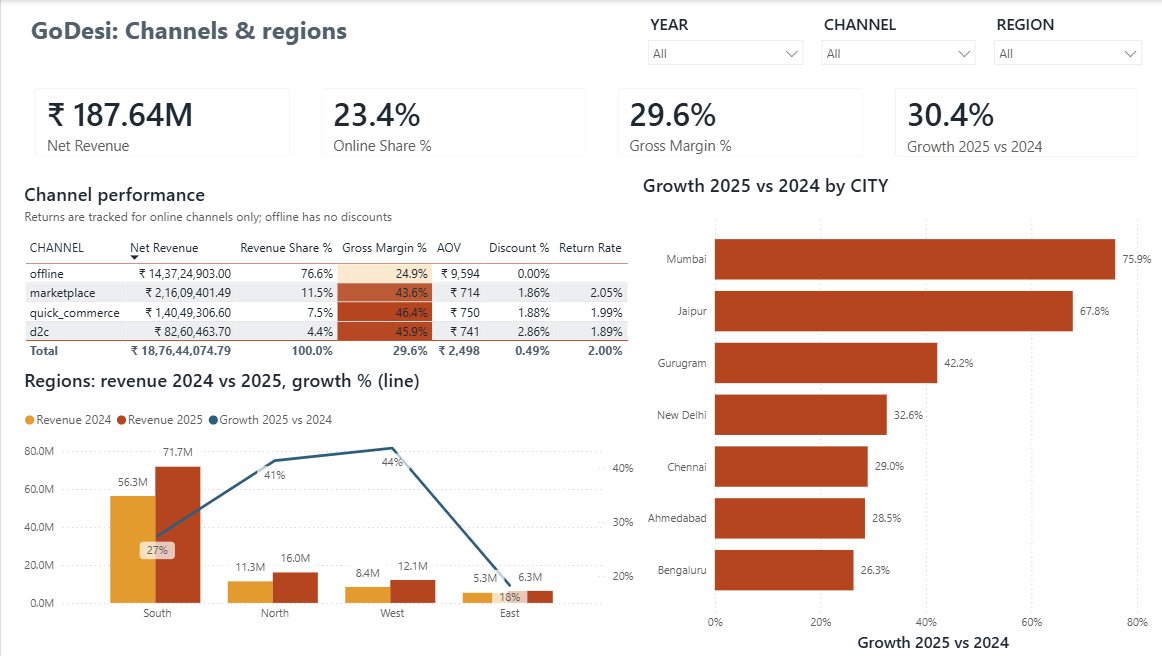 GoDesi: Channels & regions
YEAR
All
CHANNEL
All
REGION
All
₹ 187.64M
Net Revenue
23.4%
Online Share %
29.6%
Gross Margin %
30.4%
Growth 2025 vs 2024
Channel performance
Returns are tracked for online channels only; offline has no discounts
CHANNEL Net Revenue Revenue Share % Gross Margin % AOV Discount % Return Rate
offline ₹ 14,37,24,903.00 76.6% 24.9% ₹ 9,594 0.00%
marketplace ₹ 2,16,09,401.49 11.5% 43.6% ₹ 714 1.86% 2.05%
quick_commerce ₹ 1,40,49,306.60 7.5% 46.4% ₹ 750 1.88% 1.99%
d2c ₹ 82,60,463.70 4.4% 45.9% ₹ 741 2.86% 1.89%
Total ₹ 18,76,44,074.79 100.0% 29.6% ₹ 2,498 0.49% 2.00%
Regions: revenue 2024 vs 2025, growth % (line)
Revenue 2024 Revenue 2025 Growth 2025 vs 2024
80.0M
60.0M
40.0M
20.0M
0.0M
56.3M
71.7M
27%
11.3M
16.0M
41%
8.4M
12.1M
44%
5.3M
6.3M
18%
40%
30%
20%
South North West East
Growth 2025 vs 2024 by CITY
Mumbai 75.9%
Jaipur 67.8%
Gurugram 42.2%
New Delhi 32.6%
Chennai 29.0%
Ahmedabad 28.5%
Bengaluru 26.3%
0% 20% 40% 60% 80%
Growth 2025 vs 2024